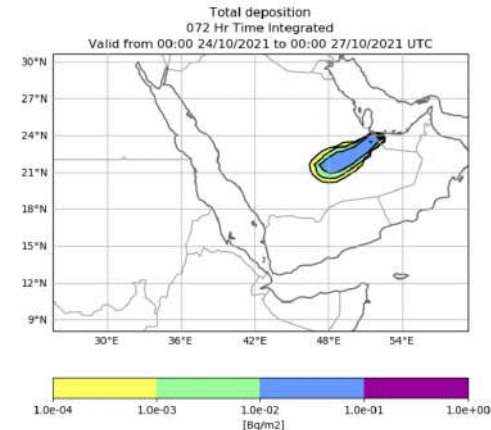 Total deposition
072 Hr Time Integrated
Valid from 00:00 24/10/2021 to 00:00 27/10/2021 UTC
30°N
27°N
24°N
21°N
18°N
15°N
12°N
9°N
30°E 36°E 42°E 48°E 54°E
1.0e-04 1.0e-03 1.0e-02 1.0e-01 1.0e+00
[Bq/m2]